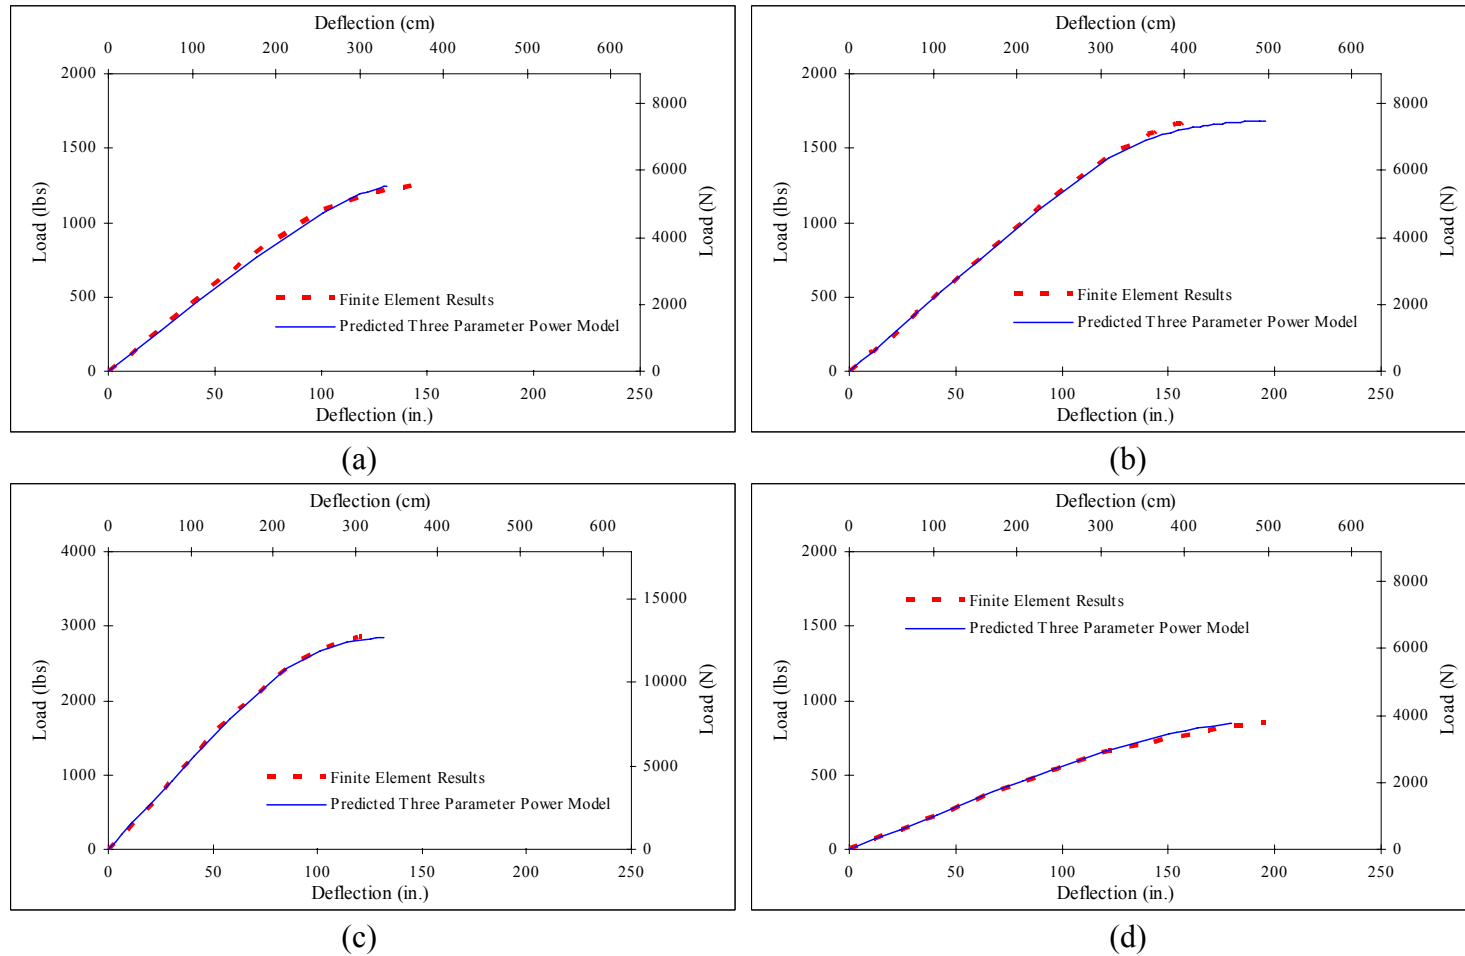 Deflection (cm)
0 100 200 300 400 500 600
2000
1500
1000
500
0
Load (lbs)
8000
6000
4000
2000
0
Load (N)
Finite Element Results
Predicted Three Parameter Power Model
0 50 100 150 200 250
Deflection (in.)
(a)
Deflection (cm)
0 100 200 300 400 500 600
2000
1500
1000
500
0
Load (lbs)
8000
6000
4000
2000
0
Load (N)
Finite Element Results
Predicted Three Parameter Power Model
0 50 100 150 200 250
Deflection (in.)
(b)
Deflection (cm)
0 100 200 300 400 500 600
4000
3000
2000
1000
0
Load (lbs)
15000
10000
5000
0
Load (N)
Finite Element Results
Predicted Three Parameter Power Model
0 50 100 150 200 250
Deflection (in.)
(c)
Deflection (cm)
0 100 200 300 400 500 600
2000
1500
1000
500
0
Load (lbs)
8000
6000
4000
2000
0
Load (N)
Finite Element Results
Predicted Three Parameter Power Model
0 50 100 150 200 250
Deflection (in.)
(d)